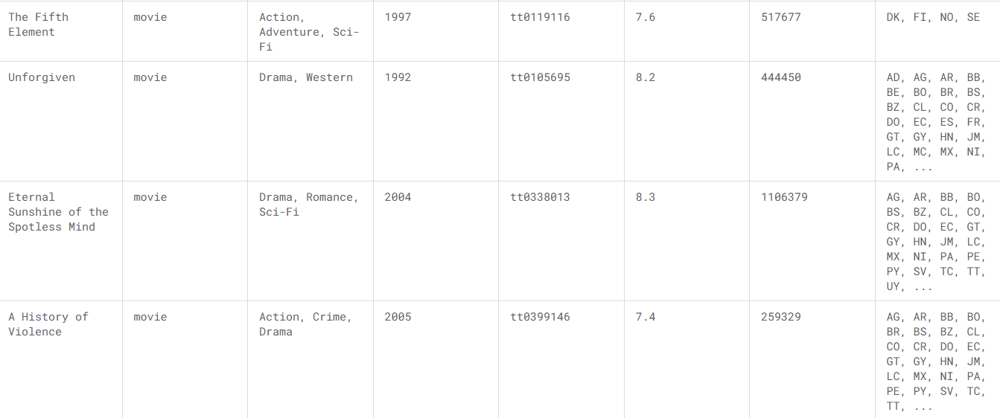 The Fifth Element movie Action, Adventure, Sci-Fi 1997 tt0119116 7.6 517677 DK, FI, NO, SE
Unforgiven movie Drama, Western 1992 tt0105695 8.2 444450 AD, AG, AR, BB,
BE, BO, BR, BS,
BZ, CL, CO, CR,
DO, EC, ES, FR,
GT, GY, HN, JM,
LC, MC, MX, NI,
PA, ...
Eternal Sunshine of the Spotless Mind movie Drama, Romance, Sci-Fi 2004 tt0338013 8.3 1106379 AG, AR, BB, BO,
BS, BZ, CL, CO,
CR, DO, EC, GT,
GY, HN, JM, LC,
MX, NI, PA, PE,
PY, SV, TC, TT,
UY, ...
A History of Violence movie Action, Crime, Drama 2005 tt0399146 7.4 259329 AG, AR, BB, BO,
BR, BS, BZ, CL,
CO, CR, DO, EC,
GT, GY, HN, JM,
LC, MX, NI, PA,
PE, PY, SV, TC,
TT, ...